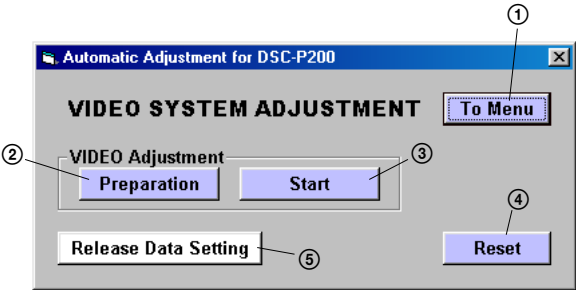 ①
Automatic Adjustment for DSC-P200
VIDEO SYSTEM ADJUSTMENT
To Menu
②
VIDEO Adjustment
③
Preparation
Start
④
Release Data Setting
⑤
Reset